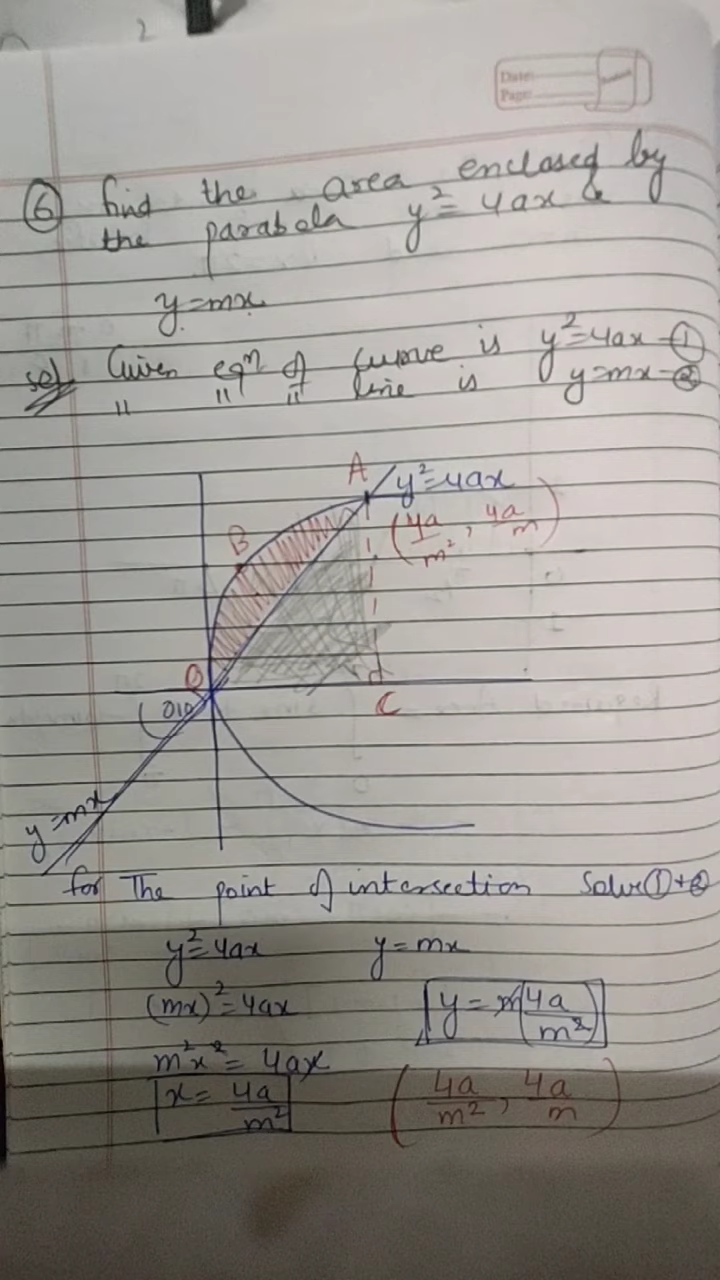 2
Date:
Page:
⑥ find the area enclosed by
the parabola y² = 4ax &
y = mx.
sol Given eqⁿ of curve is y² = 4ax - ①
" " " line is y = mx - ②
A y² = 4ax
(4a/m², 4a/m)
B
O
(010
C
y = mx
for The point of intersection Solve ① + ②
y² = 4ax y = mx
(mx)² = 4ax y = m(4a/m²)
m²x² = 4ax
x = 4a/m² (4a/m², 4a/m)